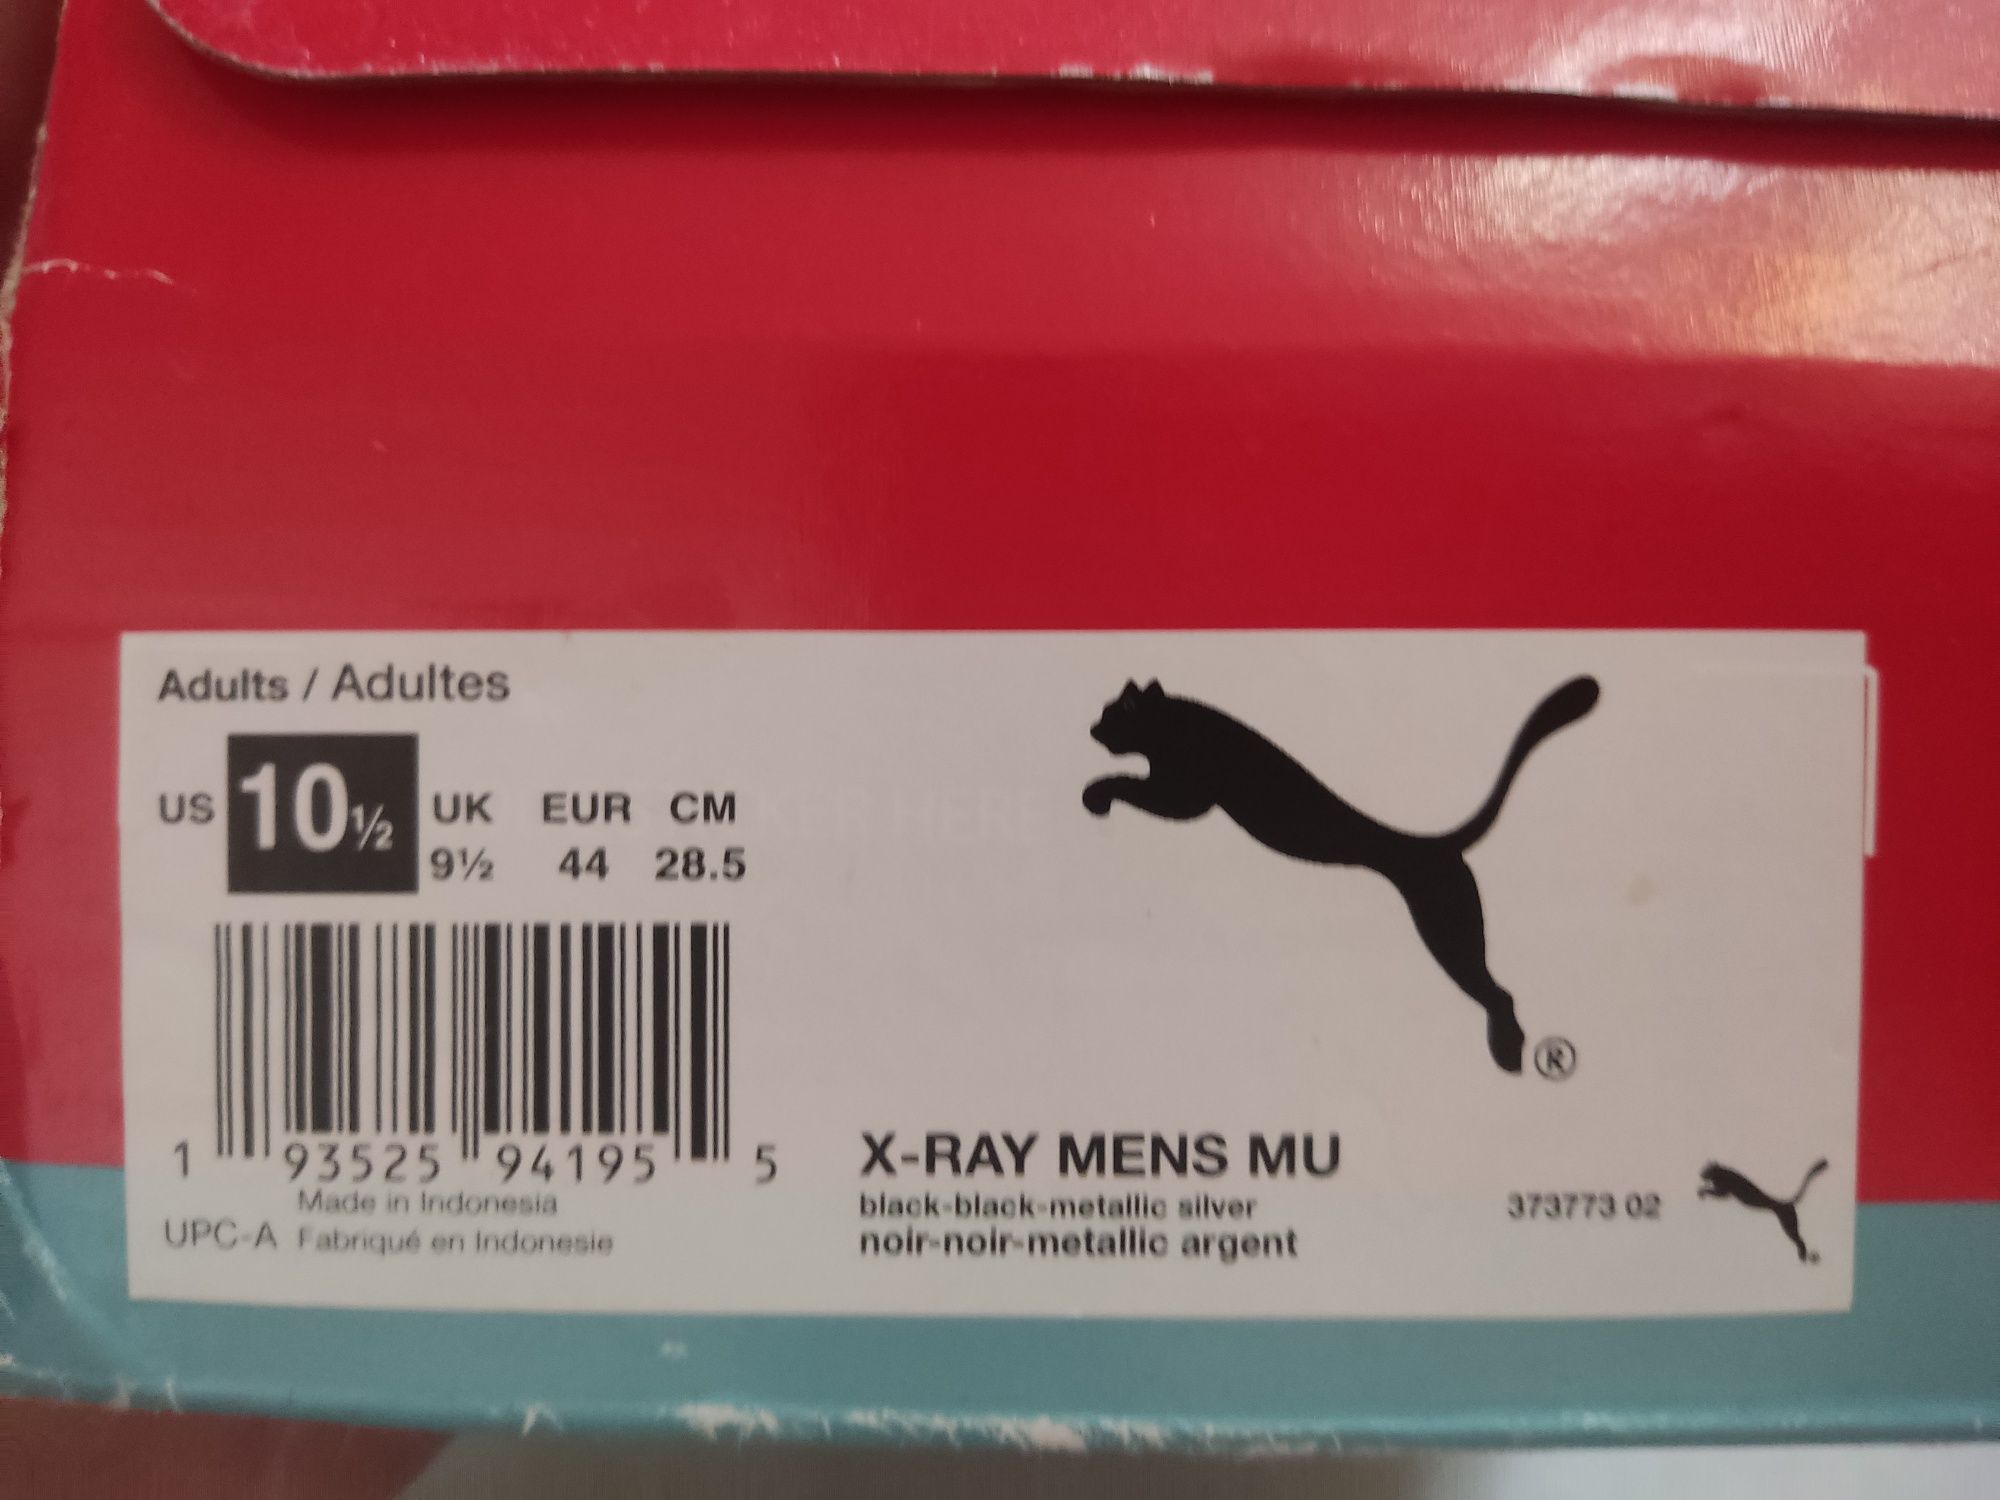 Adults / Adultes
US 10½ UK EUR CM
9½ 44 28.5
1 93525 94195 5
Made in Indonesia
UPC-A Fabriqué en Indonesie
X-RAY MENS MU
black-black-metallic silver
noir-noir-metallic argent
373773 02
®